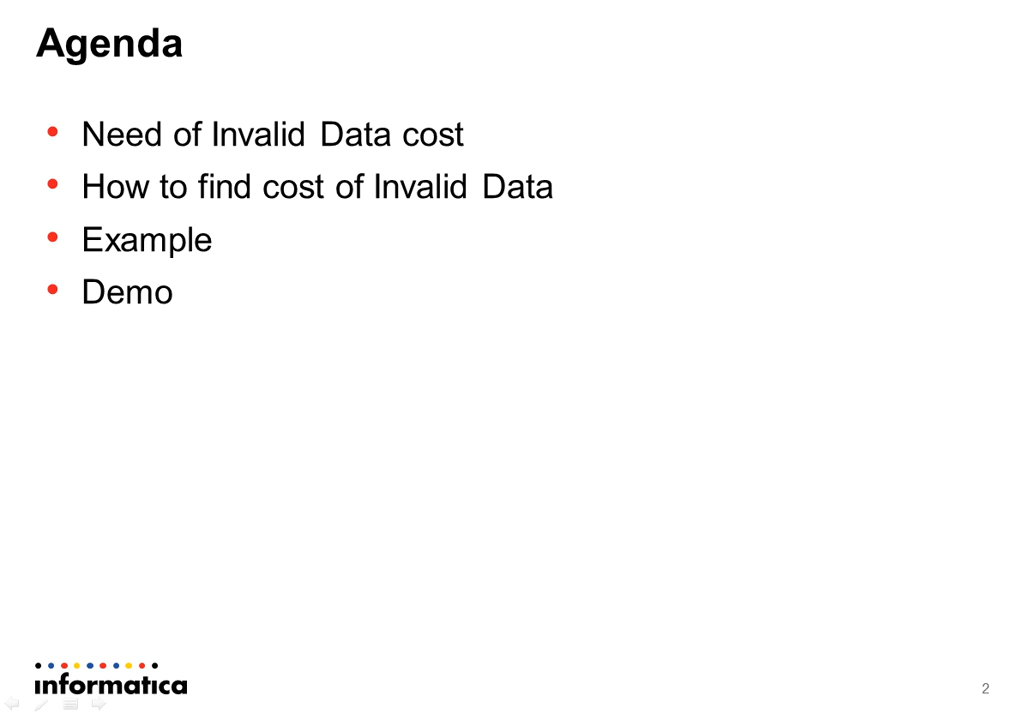 Agenda
• Need of Invalid Data cost
• How to find cost of Invalid Data
• Example
• Demo
informatica
2